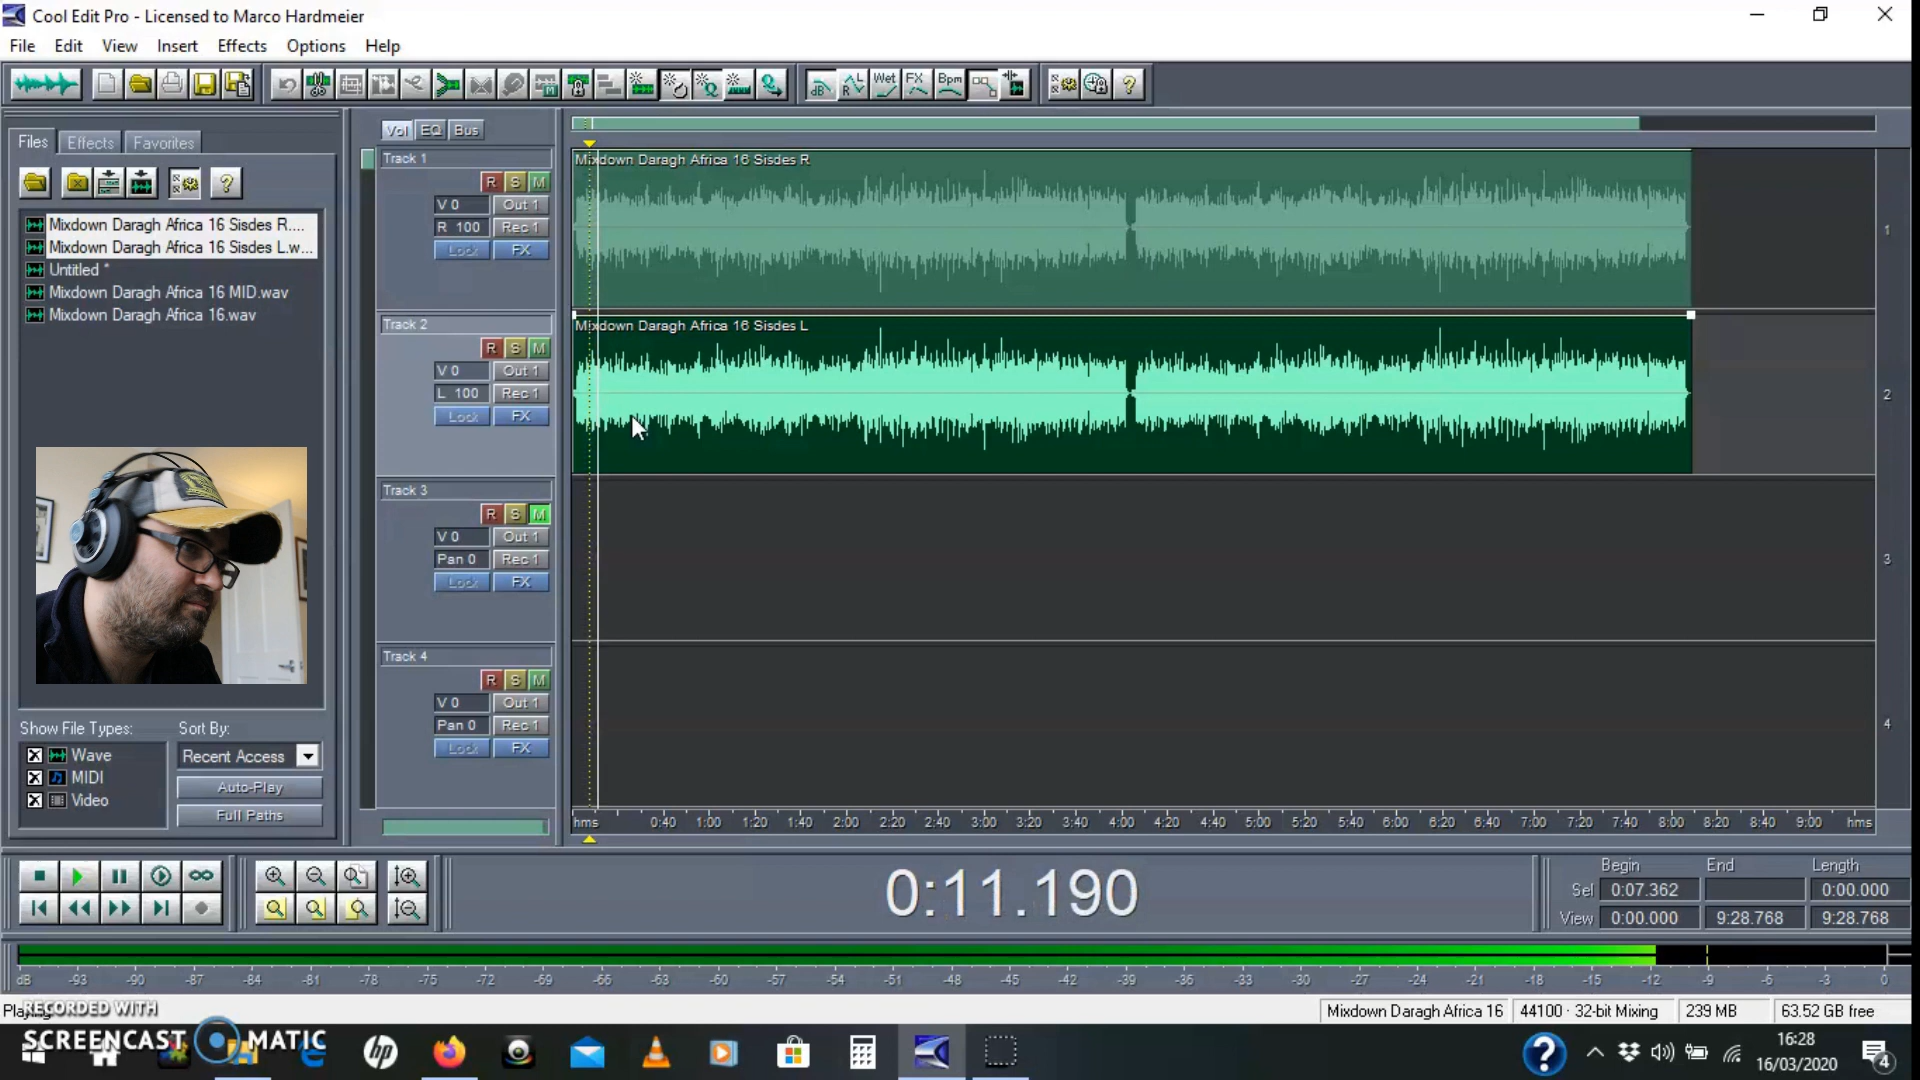 Cool Edit Pro - Licensed to Marco Hardmeier
File Edit View Insert Effects Options Help
Wet FX Bpm
Files Effects Favorites
Vol EQ Bus
Mixdown Daragh Africa 16 Sisdes R....
Mixdown Daragh Africa 16 Sisdes L.w...
Untitled *
Mixdown Daragh Africa 16 MID.wav
Mixdown Daragh Africa 16.wav
Show File Types: Sort By:
Wave
MIDI
Video
Recent Access
Auto-Play
Full Paths
Track 1
R S M
V 0 Out 1
R 100 Rec 1
Lock FX
Mixdown Daragh Africa 16 Sisdes R
1
Track 2
R S M
V 0 Out 1
L 100 Rec 1
Lock FX
Mixdown Daragh Africa 16 Sisdes L
2
Track 3
R S M
V 0 Out 1
Pan 0 Rec 1
Lock FX
3
Track 4
R S M
V 0 Out 1
Pan 0 Rec 1
Lock FX
4
hms 0:40 1:00 1:20 1:40 2:00 2:20 2:40 3:00 3:20 3:40 4:00 4:20 4:40 5:00 5:20 5:40 6:00 6:20 6:40 7:00 7:20 7:40 8:00 8:20 8:40 9:00 hms
0:11.190
Begin End Length
Sel 0:07.362 0:00.000
View 0:00.000 9:28.768 9:28.768
dB -93 -90 -87 -84 -81 -78 -75 -72 -69 -66 -63 -60 -57 -54 -51 -48 -45 -42 -39 -36 -33 -30 -27 -24 -21 -18 -15 -12 -9 -6 -3 0
Playing
RECORDED WITH
SCREENCAST MATIC
Mixdown Daragh Africa 16 44100 · 32-bit Mixing 239 MB 63.52 GB free
hp
16:28
16/03/2020
4